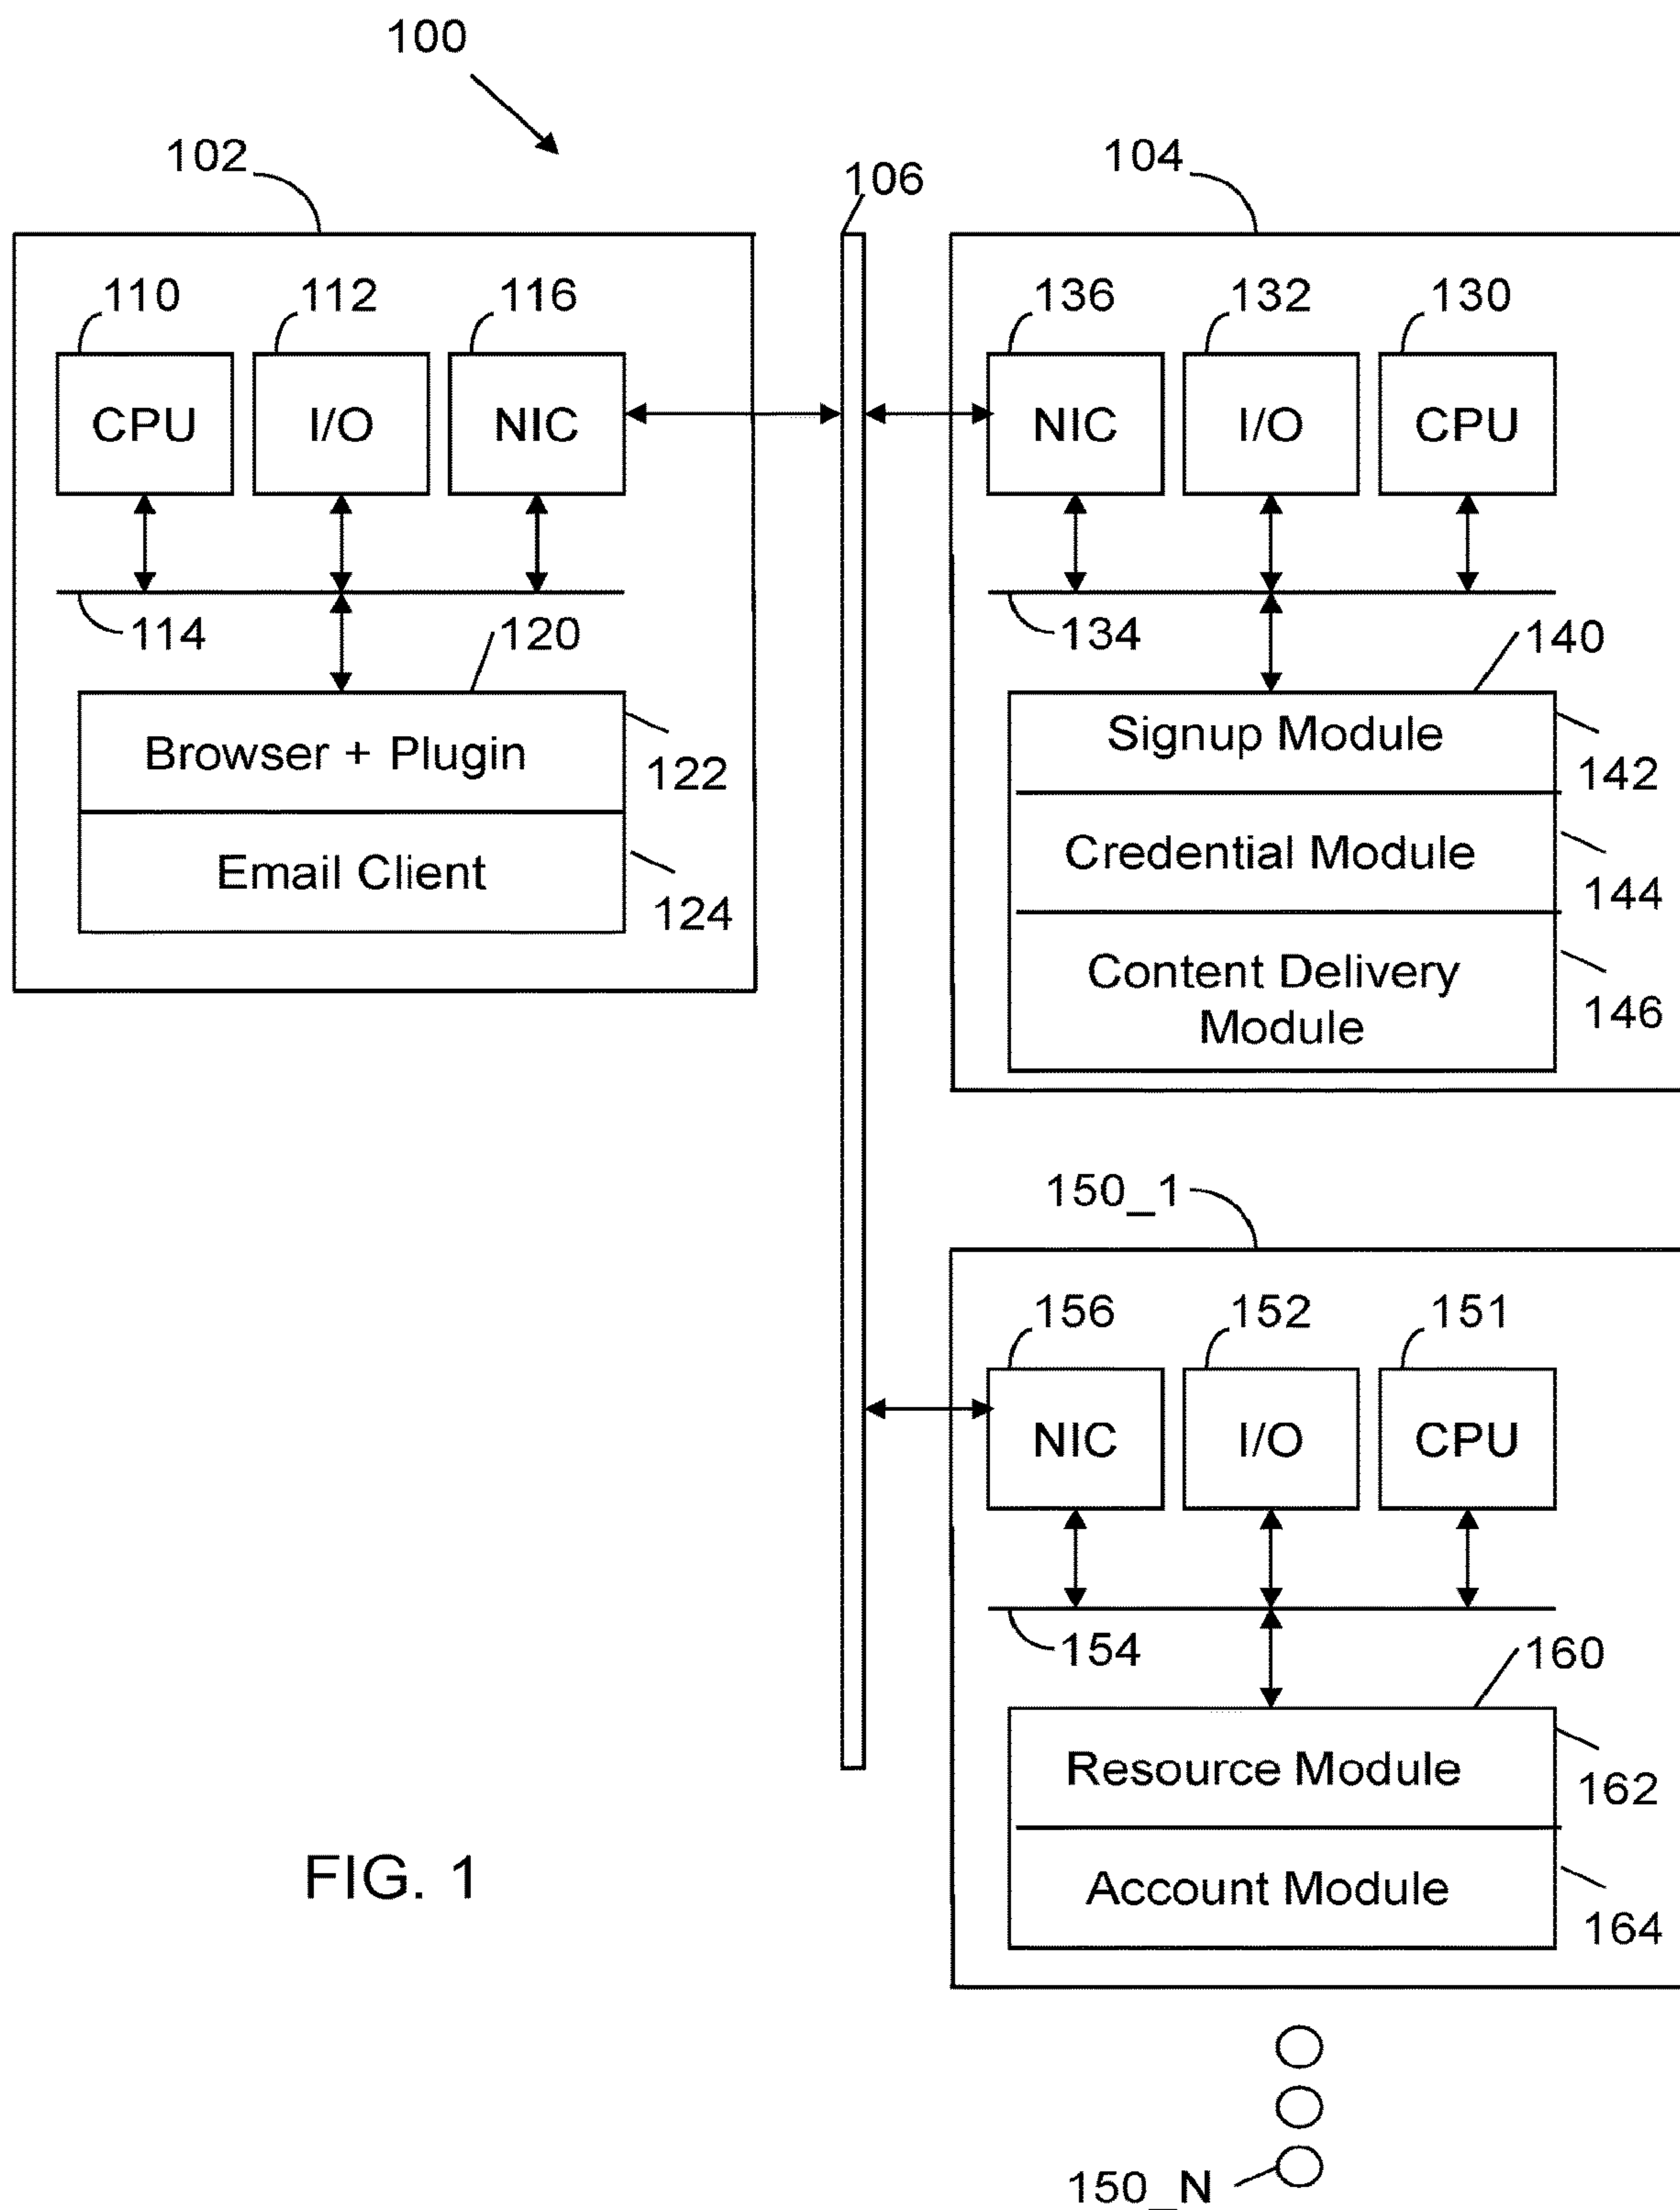 100
102
106
104
110 112 116
136 132 130
CPU I/O NIC
NIC I/O CPU
114 120
134 140
Browser + Plugin
122
Email Client
124
Signup Module
142
Credential Module
144
Content Delivery
Module
146
150_1
156 152 151
NIC I/O CPU
154 160
Resource Module
162
Account Module
164
FIG. 1
150_N